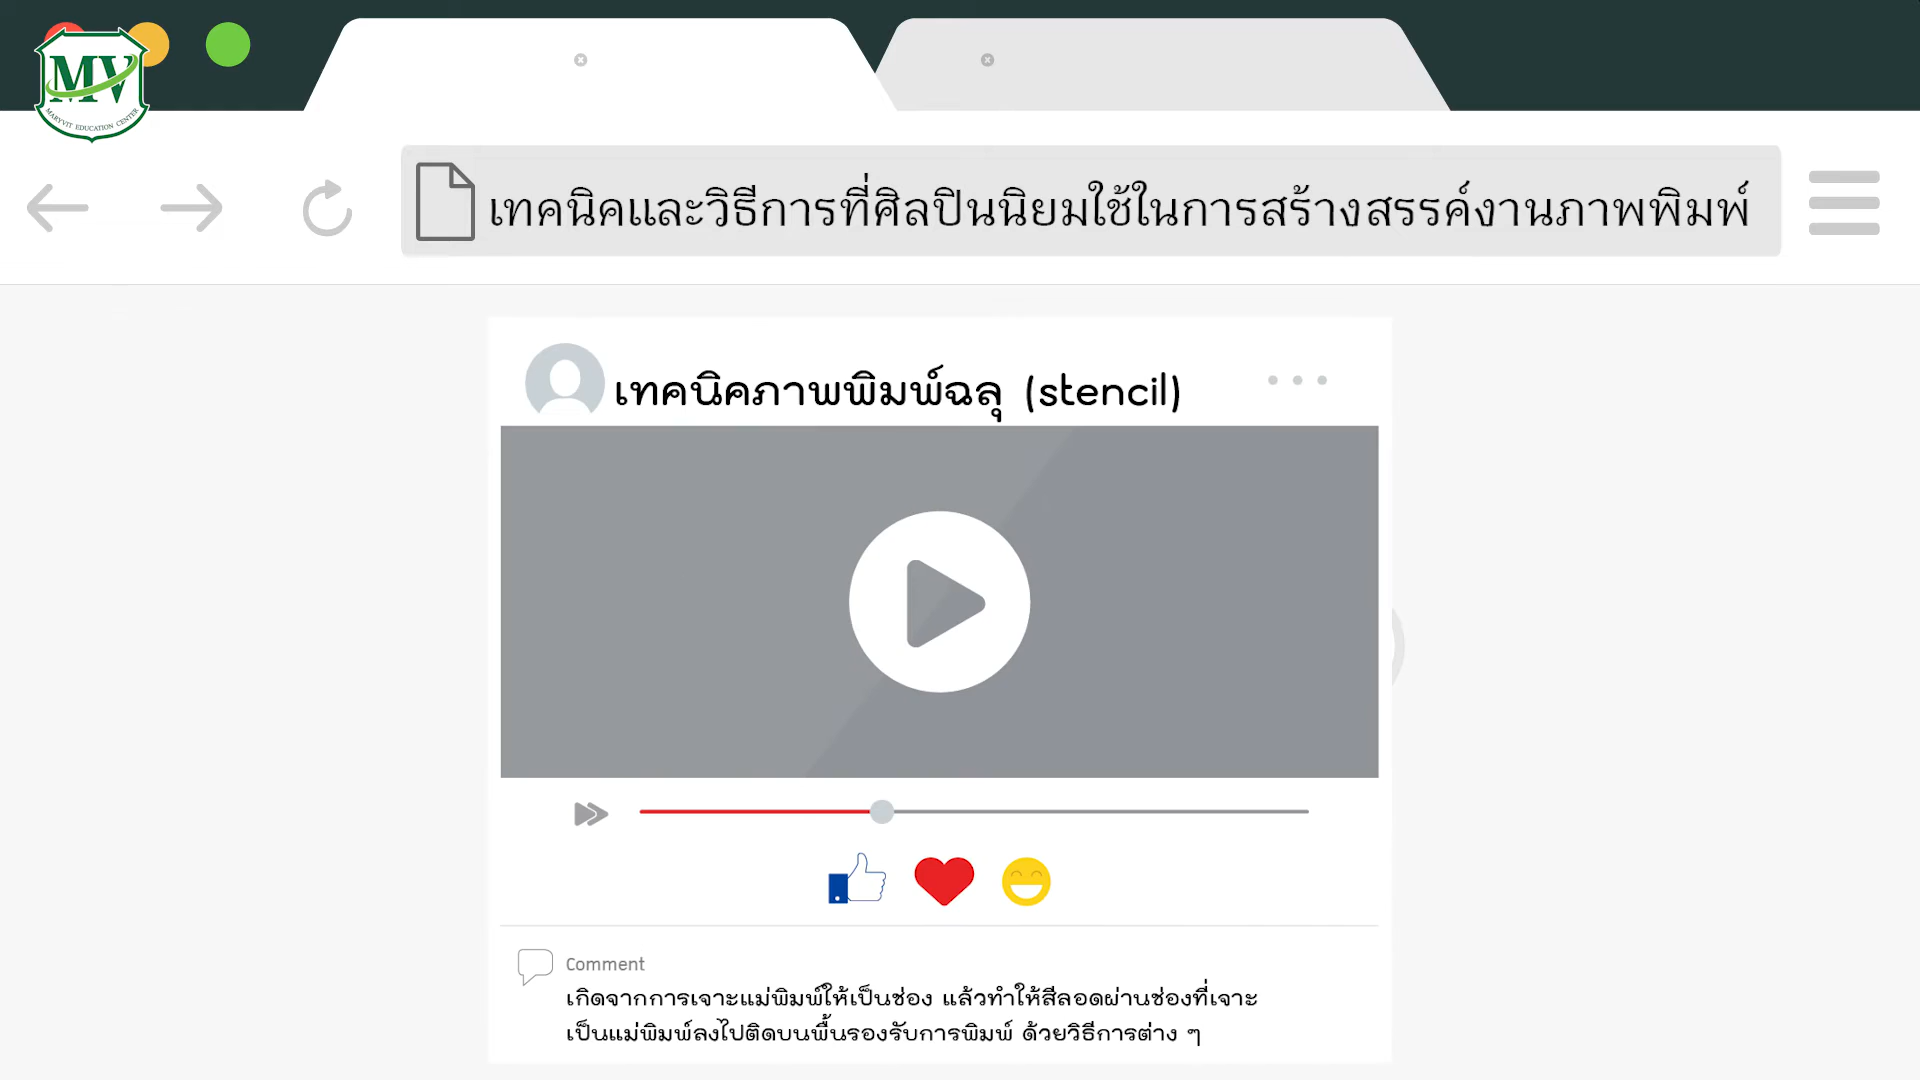 MV
MARYVIT EDUCATION CENTER
เทคนิคและวิธีการที่ศิลปินนิยมใช้ในการสร้างสรรค์งานภาพพิมพ์
เทคนิคภาพพิมพ์ฉลุ (stencil)
Comment
เกิดจากการเจาะแม่พิมพ์ให้เป็นช่อง แล้วทำให้สีลอดผ่านช่องที่เจาะ
เป็นแม่พิมพ์ลงไปติดบนพื้นรองรับการพิมพ์ ด้วยวิธีการต่าง ๆ